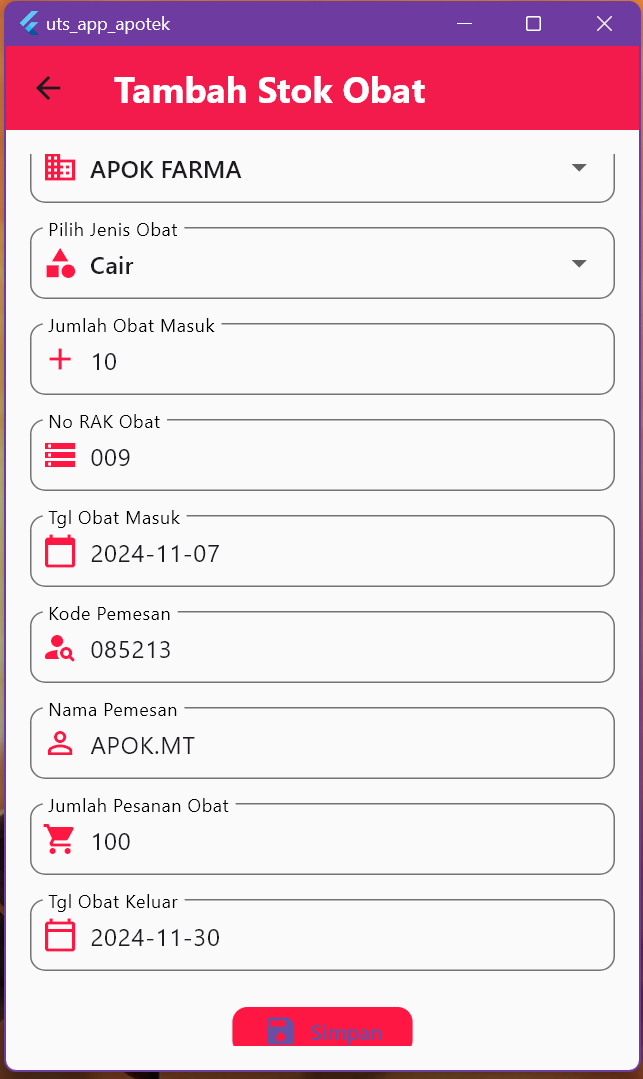 uts_app_apotek
Tambah Stok Obat
APOK FARMA
Pilih Jenis Obat
Cair
Jumlah Obat Masuk
10
No RAK Obat
009
Tgl Obat Masuk
2024-11-07
Kode Pemesan
085213
Nama Pemesan
APOK.MT
Jumlah Pesanan Obat
100
Tgl Obat Keluar
2024-11-30
Simpan